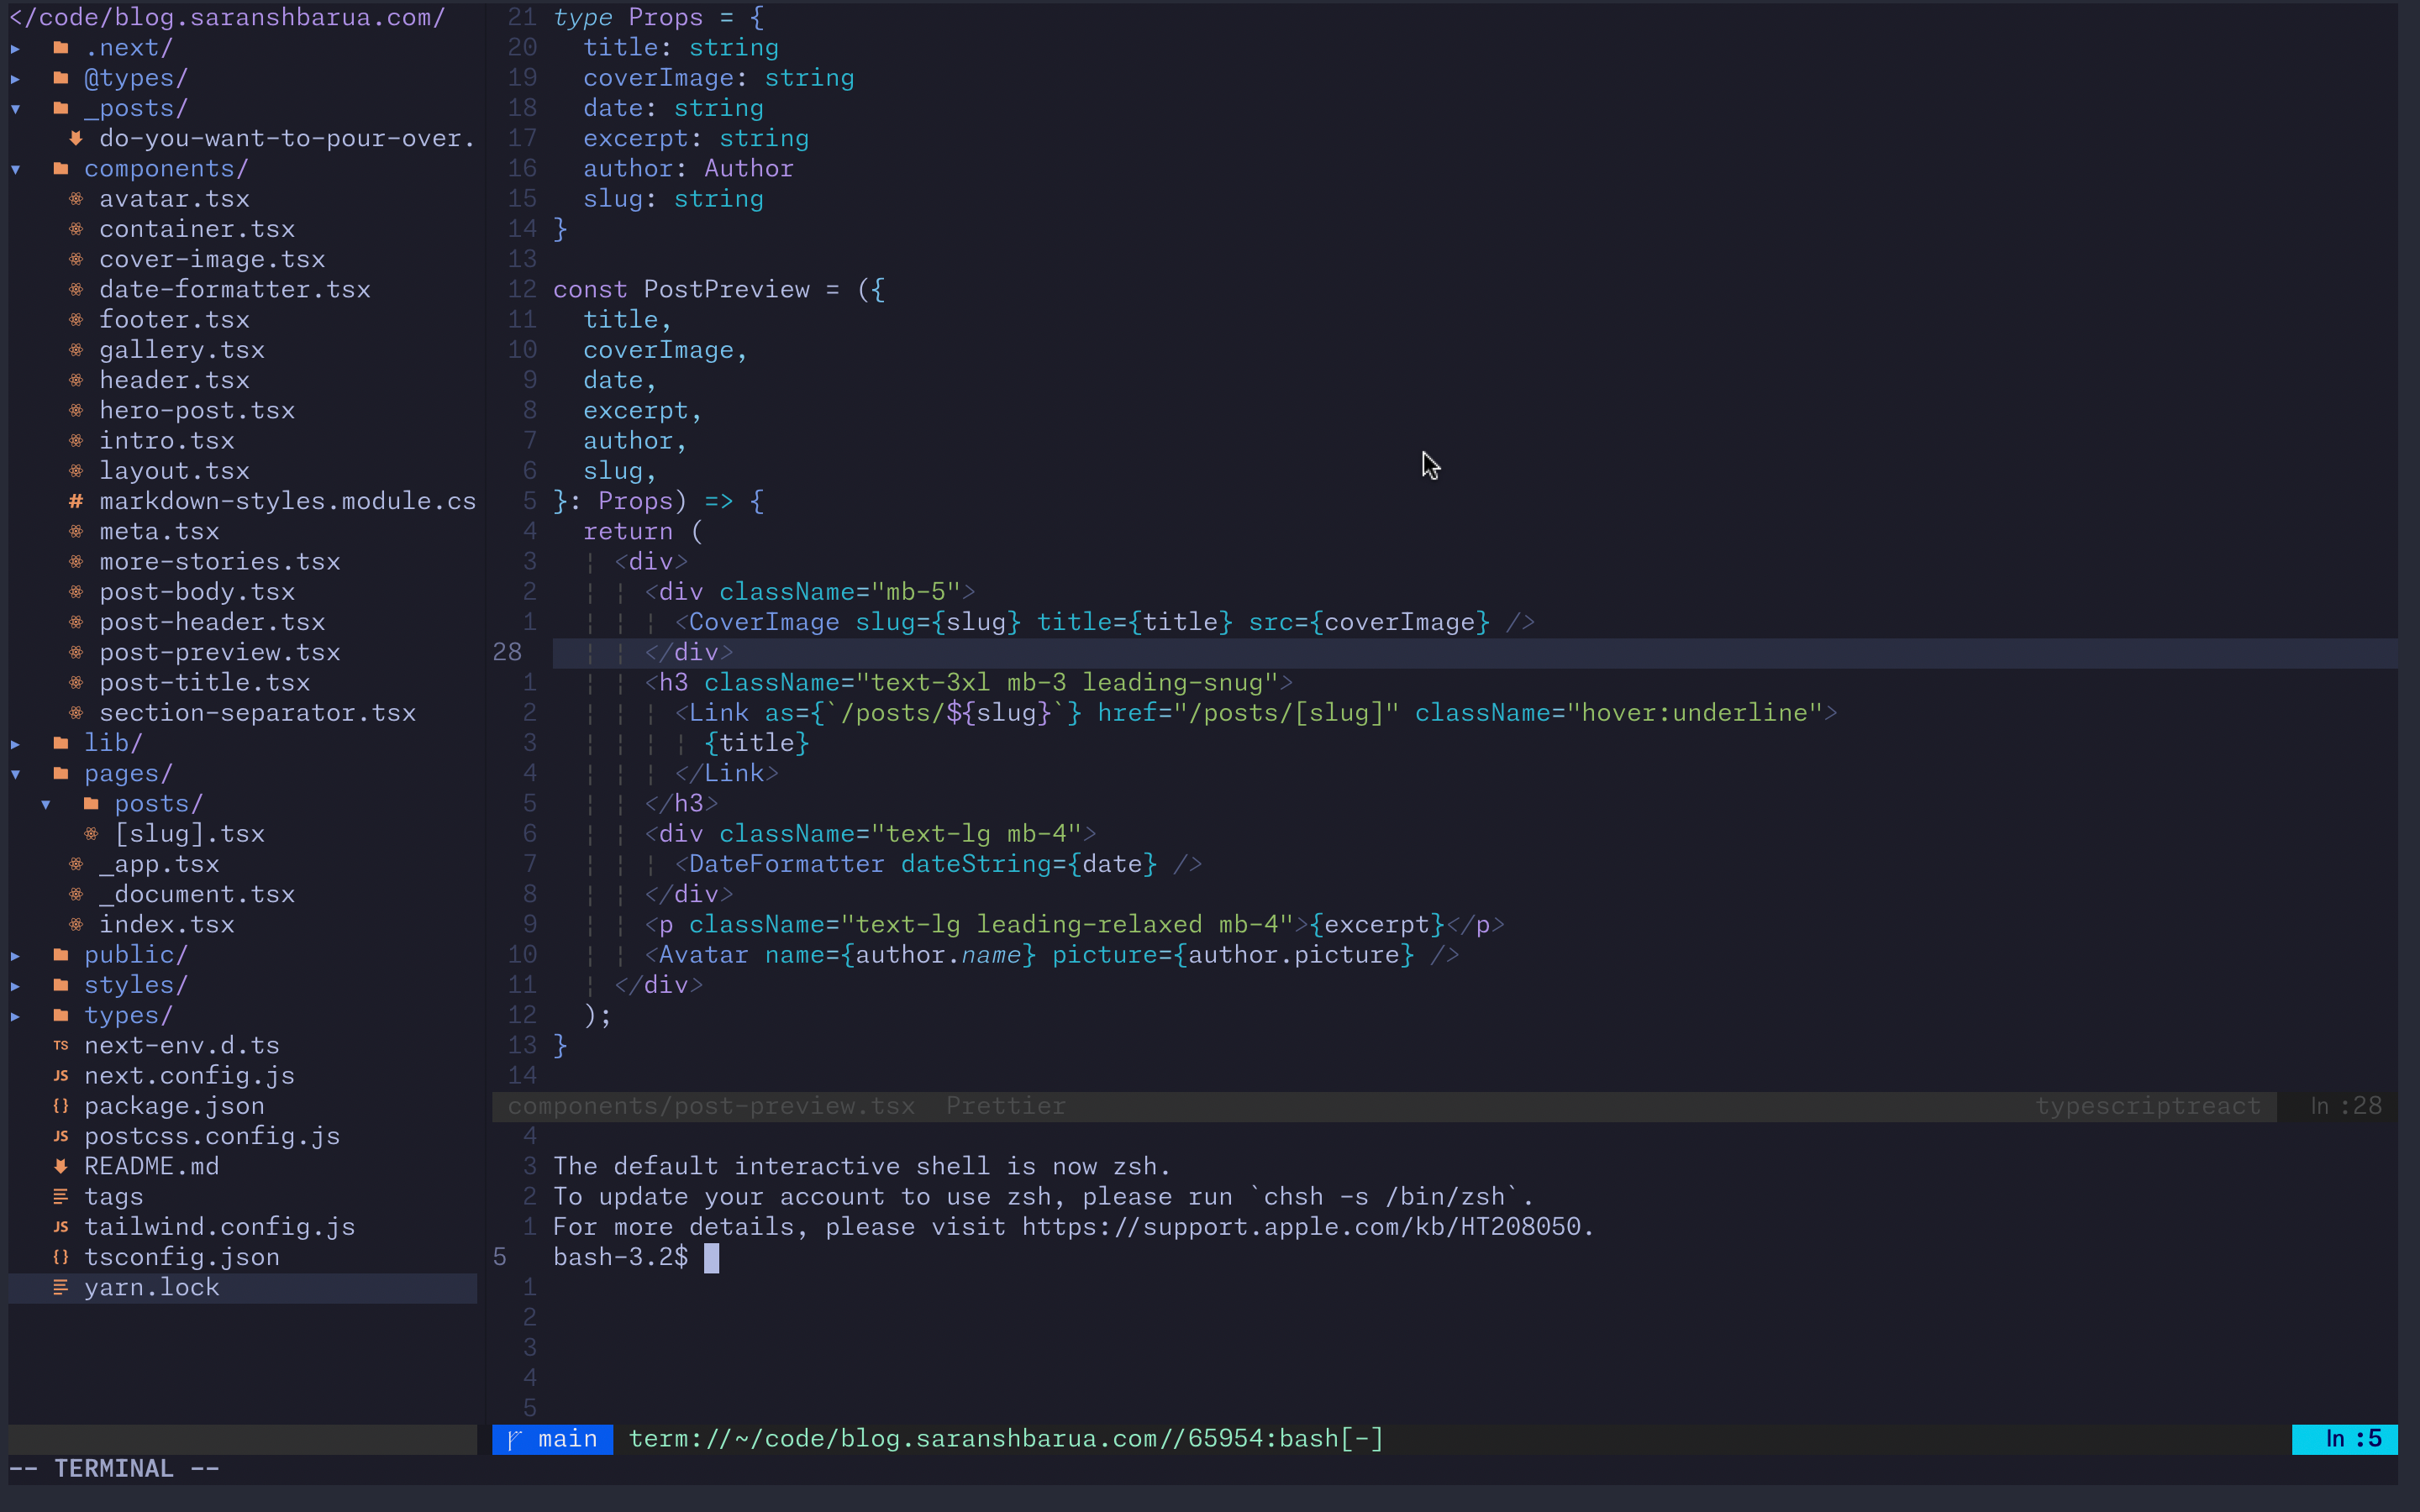 </code/blog.saranshbarua.com/
▸ .next/
▸ @types/
▾ _posts/
do-you-want-to-pour-over.
▾ components/
avatar.tsx
container.tsx
cover-image.tsx
date-formatter.tsx
footer.tsx
gallery.tsx
header.tsx
hero-post.tsx
intro.tsx
layout.tsx
# markdown-styles.module.cs
meta.tsx
more-stories.tsx
post-body.tsx
post-header.tsx
post-preview.tsx
post-title.tsx
section-separator.tsx
▸ lib/
▾ pages/
▾ posts/
[slug].tsx
_app.tsx
_document.tsx
index.tsx
▸ public/
▸ styles/
▸ types/
TS next-env.d.ts
JS next.config.js
{} package.json
JS postcss.config.js
README.md
tags
JS tailwind.config.js
{} tsconfig.json
yarn.lock
21 type Props = {
20   title: string
19   coverImage: string
18   date: string
17   excerpt: string
16   author: Author
15   slug: string
14 }
13
12 const PostPreview = ({
11   title,
10   coverImage,
9   date,
8   excerpt,
7   author,
6   slug,
5 }: Props) => {
4   return (
3     <div>
2       <div className="mb-5">
1         <CoverImage slug={slug} title={title} src={coverImage} />
28       </div>
1       <h3 className="text-3xl mb-3 leading-snug">
2         <Link as={`/posts/${slug}`} href="/posts/[slug]" className="hover:underline">
3           {title}
4         </Link>
5       </h3>
6       <div className="text-lg mb-4">
7         <DateFormatter dateString={date} />
8       </div>
9       <p className="text-lg leading-relaxed mb-4">{excerpt}</p>
10       <Avatar name={author.name} picture={author.picture} />
11     </div>
12   );
13 }
14
components/post-preview.tsx  Prettier  typescriptreact  ln :28
4
3 The default interactive shell is now zsh.
2 To update your account to use zsh, please run `chsh -s /bin/zsh`.
1 For more details, please visit https://support.apple.com/kb/HT208050.
5 bash-3.2$
1
2
3
4
5
main  term://~/code/blog.saranshbarua.com//65954:bash[-]  ln :5
-- TERMINAL --